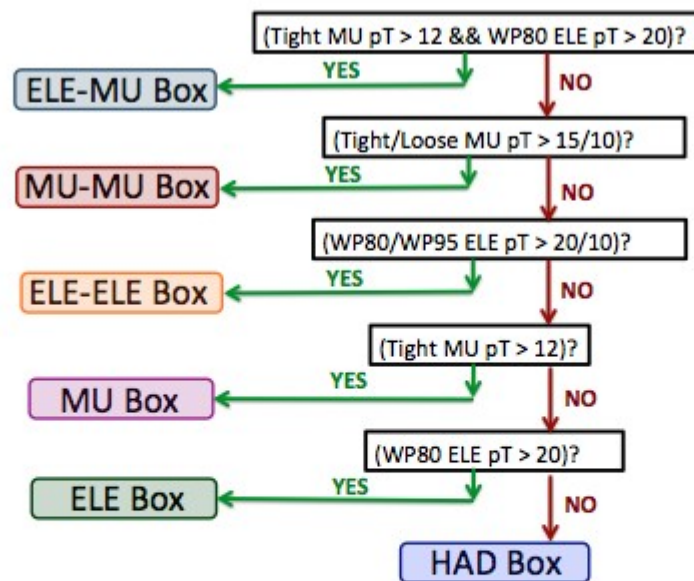 (Tight MU pT > 12 && WP80 ELE pT > 20)?
YES
NO
ELE-MU Box
(Tight/Loose MU pT > 15/10)?
YES
NO
MU-MU Box
(WP80/WP95 ELE pT > 20/10)?
YES
NO
ELE-ELE Box
(Tight MU pT > 12)?
YES
NO
MU Box
(WP80 ELE pT > 20)?
YES
NO
ELE Box
HAD Box